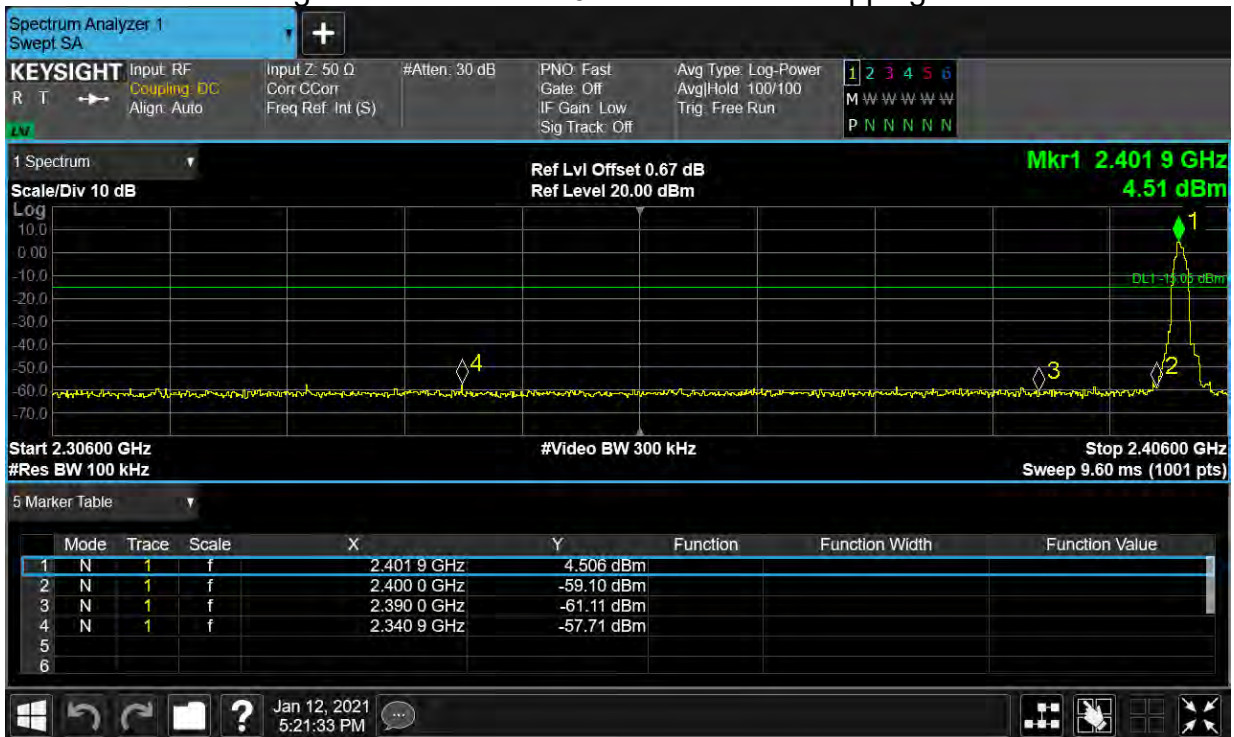 Spectrum Analyzer 1
Swept SA
+
KEYSIGHT Input: RF Input Z: 50 Ω #Atten: 30 dB PNO: Fast Avg Type: Log-Power 1 2 3 4 5 6
R T Coupling: DC Corr CCorr Gate: Off Avg|Hold: 100/100 M W W W W W
Align: Auto Freq Ref: Int (S) IF Gain: Low Trig: Free Run P N N N N N
Sig Track: Off
LXI
1 Spectrum Ref Lvl Offset 0.67 dB Mkr1 2.401 9 GHz
Scale/Div 10 dB Ref Level 20.00 dBm 4.51 dBm
Log
10.0
1
0.00
-10.0
DL1 -15.05 dBm
-20.0
-30.0
-40.0
-50.0
4 3 2
-60.0
-70.0
Start 2.30600 GHz #Video BW 300 kHz Stop 2.40600 GHz
#Res BW 100 kHz Sweep 9.60 ms (1001 pts)
5 Marker Table
Mode Trace Scale X Y Function Function Width Function Value
1 N 1 f 2.401 9 GHz 4.506 dBm
2 N 1 f 2.400 0 GHz -59.10 dBm
3 N 1 f 2.390 0 GHz -61.11 dBm
4 N 1 f 2.340 9 GHz -57.71 dBm
5
6
? Jan 12, 2021
5:21:33 PM